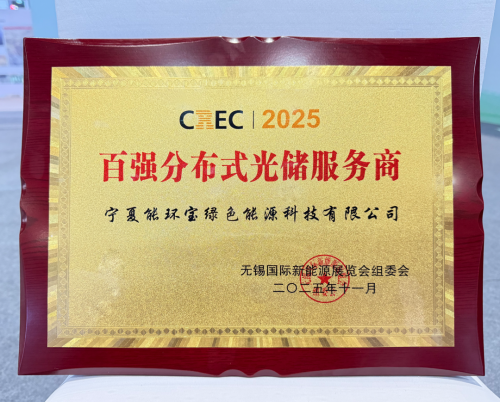 CREC | 2025
百强分布式光储服务商
宁夏能环宝绿色能源科技有限公司
无锡国际新能源展览会组委会
二〇二五年十一月